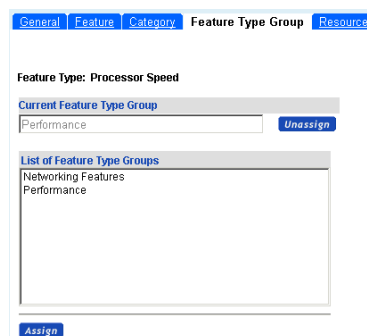 General Feature Category Feature Type Group Resource
Feature Type: Processor Speed
Current Feature Type Group
Performance Unassign
List of Feature Type Groups
Networking Features
Performance
Assign